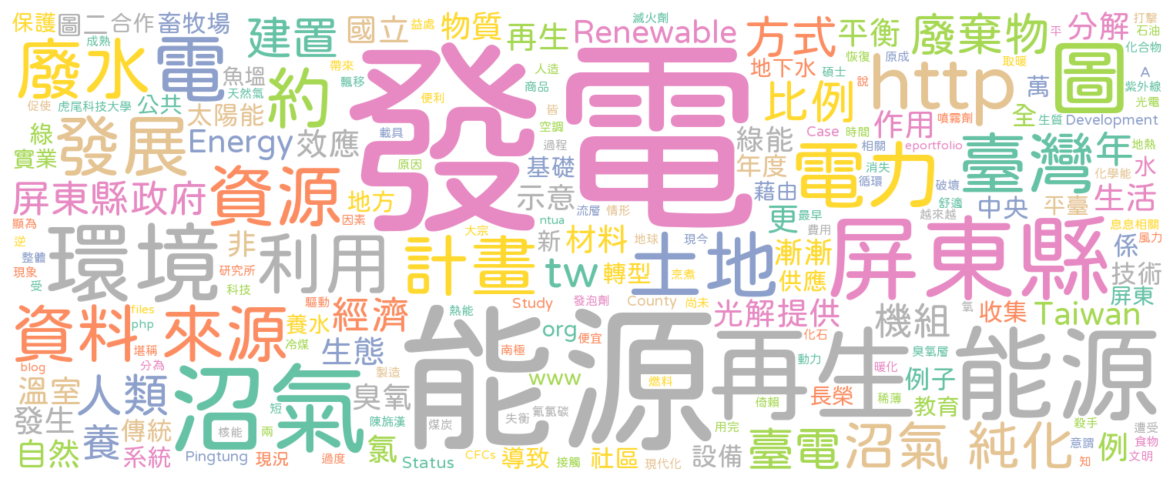 保護 圖二 合作 畜牧場
建置 國立 益處 物質 再生
滅火劑
Renewable
方式 平衡 廢棄物 分解
打擊
石油
成熟
廢水 電
魚塭
帶來
飄移
約
人造
商品
發電
地下水
恢復
碩士
原成
取暖
平
化合物
http
圖
萬
A
紫外線
光電
促使
天然氣
虎尾科技大學 公共
太陽能
便利
皆
空調
比例
說
噴霧劑
全
生質
Development
綠
實業
發展
Energy 效應
載具
原因
過程
基礎
綠能
年度
Case
時間
相關
作用
eportfolio
消失
循環
電力
破壞
臺灣
年
地熱
化學能
水
屏東縣政府
資源
地方
因素
示意
藉由
舒適
中央
平臺
生活
顯為
逆
整體
現象
受
非
研究所
科技
大宗
ntua
流層
情形
更
最早
費用
越來越
息息相關
風力
環境 利用 計畫
新
材料
地球
現今
tw
轉型
烹煮
土地
漸漸
供應
尚未
屏東縣
係
技術
屏東
files
php
堪稱
blog
分為
資料 來源
驅動
養水
冷煤
經濟
熱能
Study
發泡劑
County
org
便宜
南極
光解 提供
化石
動力
氧
機組
收集
Taiwan
臭氧層
暖化
製造
生態
能源 再生能源
www
燃料
倚賴
稀薄
長榮
例子
教育
溫室
發生
人類
短
沼氣
臭氧
陳旂漢
煤炭
失衡
氟氯碳
用完
殺手
遭受
食物
自然
養
傳統
系統
核能
兩
Pingtung
現況
過度
氯
Status
CFCs
導致
接觸
社區
現代化
設備
臺電
沼氣 純化
意謂
知
例
文明